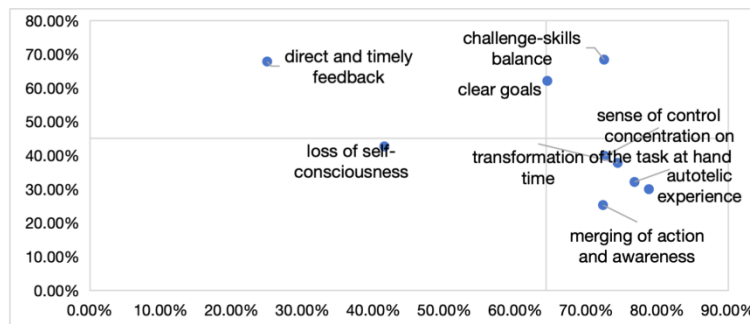 80.00%
70.00%
60.00%
50.00%
40.00%
30.00%
20.00%
10.00%
0.00%
direct and timely
feedback
challenge-skills
balance
clear goals
loss of self-
consciousness
sense of control
concentration on
the task at hand
transformation of
time
autotelic
experience
merging of action
and awareness
0.00%
10.00%
20.00%
30.00%
40.00%
50.00%
60.00%
70.00%
80.00%
90.00%